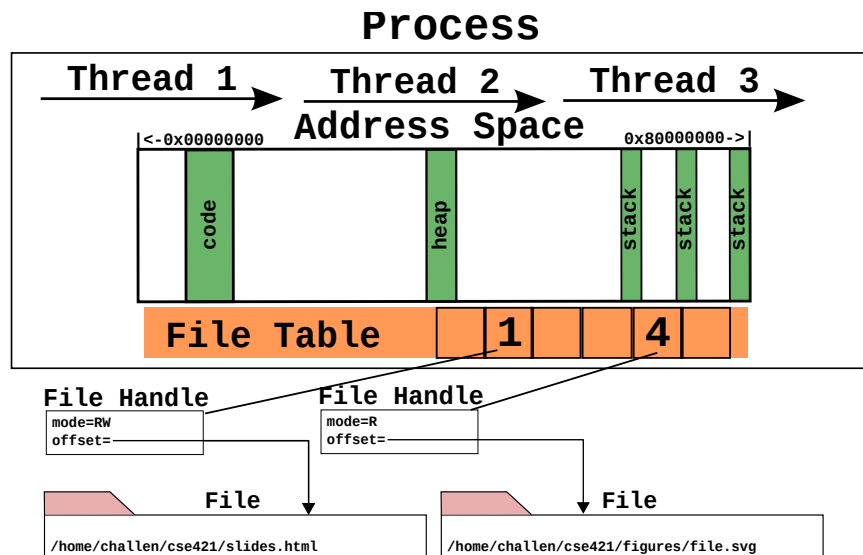 Process
Thread 1
Thread 2
Thread 3
Address Space
<-0x00000000
0x80000000->
code
heap
stack
stack
stack
File Table
1
4
File Handle
mode=RW
offset=
File Handle
mode=R
offset=
File
/home/challen/cse421/slides.html
File
/home/challen/cse421/figures/file.svg